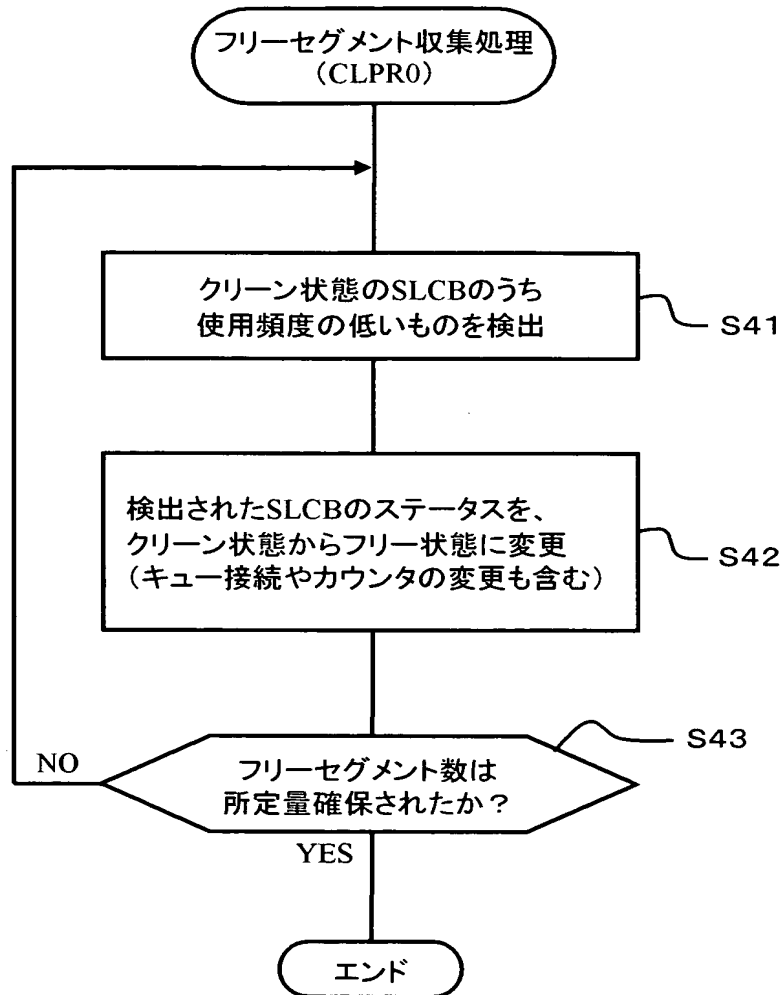 フリーセグメント収集処理
（CLPR0）
クリーン状態のSLCBのうち
使用頻度の低いものを検出
S41
検出されたSLCBのステータスを、
クリーン状態からフリー状態に変更
（キュー接続やカウンタの変更も含む）
S42
S43
NO
フリーセグメント数は
所定量確保されたか？
YES
エンド